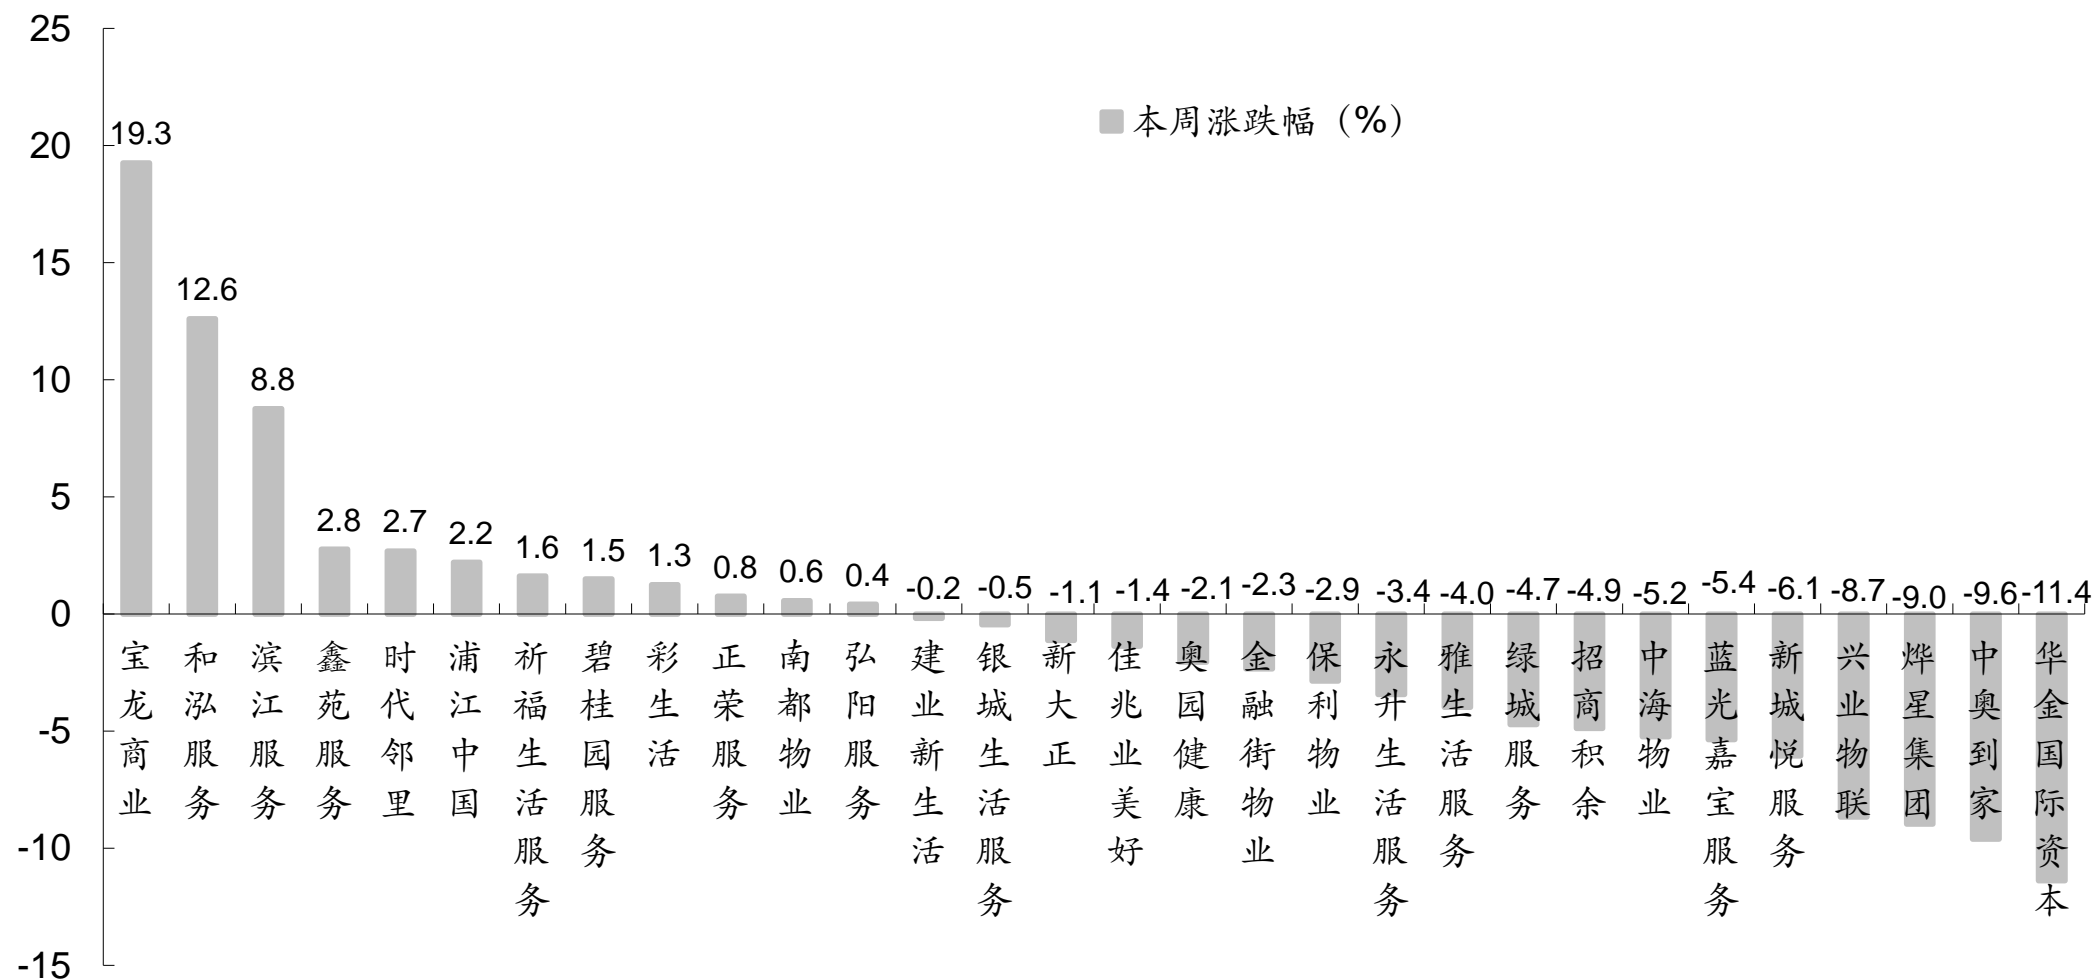 25
20
15
10
5
0
-5
-10
-15
本周涨跌幅（%）
19.3
12.6
8.8
2.8
2.7
2.2
1.6
1.5
1.3
0.8
0.6
0.4
-0.2
-0.5
-1.1
-1.4
-2.1
-2.3
-2.9
-3.4
-4.0
-4.7
-4.9
-5.2
-5.4
-6.1
-8.7
-9.0
-9.6
-11.4
宝龙商业
和泓服务
滨江服务
鑫苑服务
时代邻里
浦江中国
祈福生活服务
碧桂园服务
彩生活
正荣服务
南都物业
弘阳服务
建业新生活
银城生活服务
新大正
佳兆业美好
奥园健康
金融街物业
保利物业
永升生活服务
雅生活服务
绿城服务
招商积余
中海物业
蓝光嘉宝服务
新城悦服务
兴业物联
烨星集团
中奥到家
华金国际资本